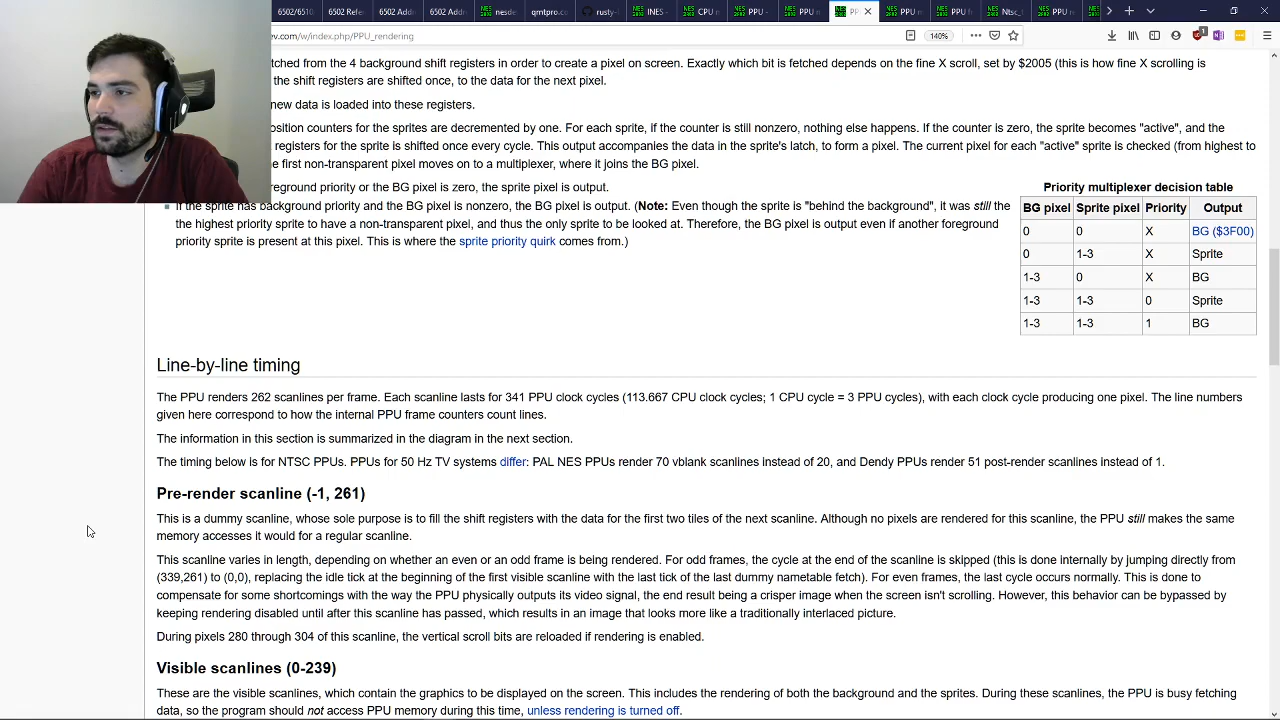 6502/6510
6502 Refe
6502 Addr
6502 Addr
nesde
qmtpro.c
rusty-
iNES -
CPU m
PPU -
PPU n
PP
PPU m
PPU f
Ntsc_l
PPU n
ev.com/w/index.php/PPU_rendering
140%
1
tched from the 4 background shift registers in order to create a pixel on screen. Exactly which bit is fetched depends on the fine X scroll, set by $2005 (this is how fine X scrolling is
the shift registers are shifted once, to the data for the next pixel.
new data is loaded into these registers.
osition counters for the sprites are decremented by one. For each sprite, if the counter is still nonzero, nothing else happens. If the counter is zero, the sprite becomes "active", and the
registers for the sprite is shifted once every cycle. This output accompanies the data in the sprite's latch, to form a pixel. The current pixel for each "active" sprite is checked (from highest to
e first non-transparent pixel moves on to a multiplexer, where it joins the BG pixel.
reground priority or the BG pixel is zero, the sprite pixel is output.
If the sprite has background priority and the BG pixel is nonzero, the BG pixel is output. (Note: Even though the sprite is "behind the background", it was still the
the highest priority sprite to have a non-transparent pixel, and thus the only sprite to be looked at. Therefore, the BG pixel is output even if another foreground
priority sprite is present at this pixel. This is where the sprite priority quirk comes from.)
Priority multiplexer decision table
BG pixel Sprite pixel Priority Output
0 0 X BG ($3F00)
0 1-3 X Sprite
1-3 0 X BG
1-3 1-3 0 Sprite
1-3 1-3 1 BG
Line-by-line timing
The PPU renders 262 scanlines per frame. Each scanline lasts for 341 PPU clock cycles (113.667 CPU clock cycles; 1 CPU cycle = 3 PPU cycles), with each clock cycle producing one pixel. The line numbers
given here correspond to how the internal PPU frame counters count lines.
The information in this section is summarized in the diagram in the next section.
The timing below is for NTSC PPUs. PPUs for 50 Hz TV systems differ: PAL NES PPUs render 70 vblank scanlines instead of 20, and Dendy PPUs render 51 post-render scanlines instead of 1.
Pre-render scanline (-1, 261)
This is a dummy scanline, whose sole purpose is to fill the shift registers with the data for the first two tiles of the next scanline. Although no pixels are rendered for this scanline, the PPU still makes the same
memory accesses it would for a regular scanline.
This scanline varies in length, depending on whether an even or an odd frame is being rendered. For odd frames, the cycle at the end of the scanline is skipped (this is done internally by jumping directly from
(339,261) to (0,0), replacing the idle tick at the beginning of the first visible scanline with the last tick of the last dummy nametable fetch). For even frames, the last cycle occurs normally. This is done to
compensate for some shortcomings with the way the PPU physically outputs its video signal, the end result being a crisper image when the screen isn't scrolling. However, this behavior can be bypassed by
keeping rendering disabled until after this scanline has passed, which results in an image that looks more like a traditionally interlaced picture.
During pixels 280 through 304 of this scanline, the vertical scroll bits are reloaded if rendering is enabled.
Visible scanlines (0-239)
These are the visible scanlines, which contain the graphics to be displayed on the screen. This includes the rendering of both the background and the sprites. During these scanlines, the PPU is busy fetching
data, so the program should not access PPU memory during this time, unless rendering is turned off.